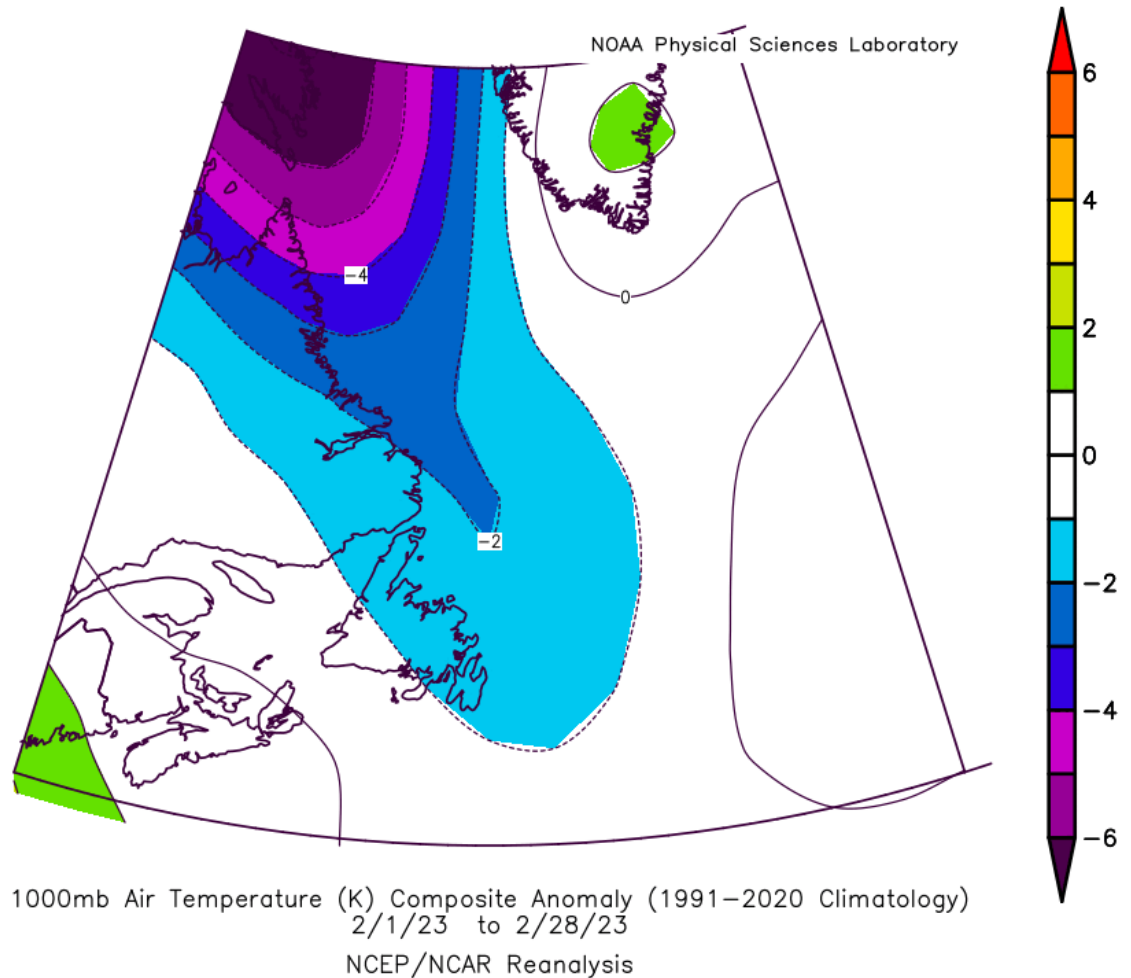 NOAA Physical Sciences Laboratory
6
4
2
0
−2
−4
−6
−4
0
−2
1000mb Air Temperature (K) Composite Anomaly (1991−2020 Climatology)
2/1/23 to 2/28/23
NCEP/NCAR Reanalysis